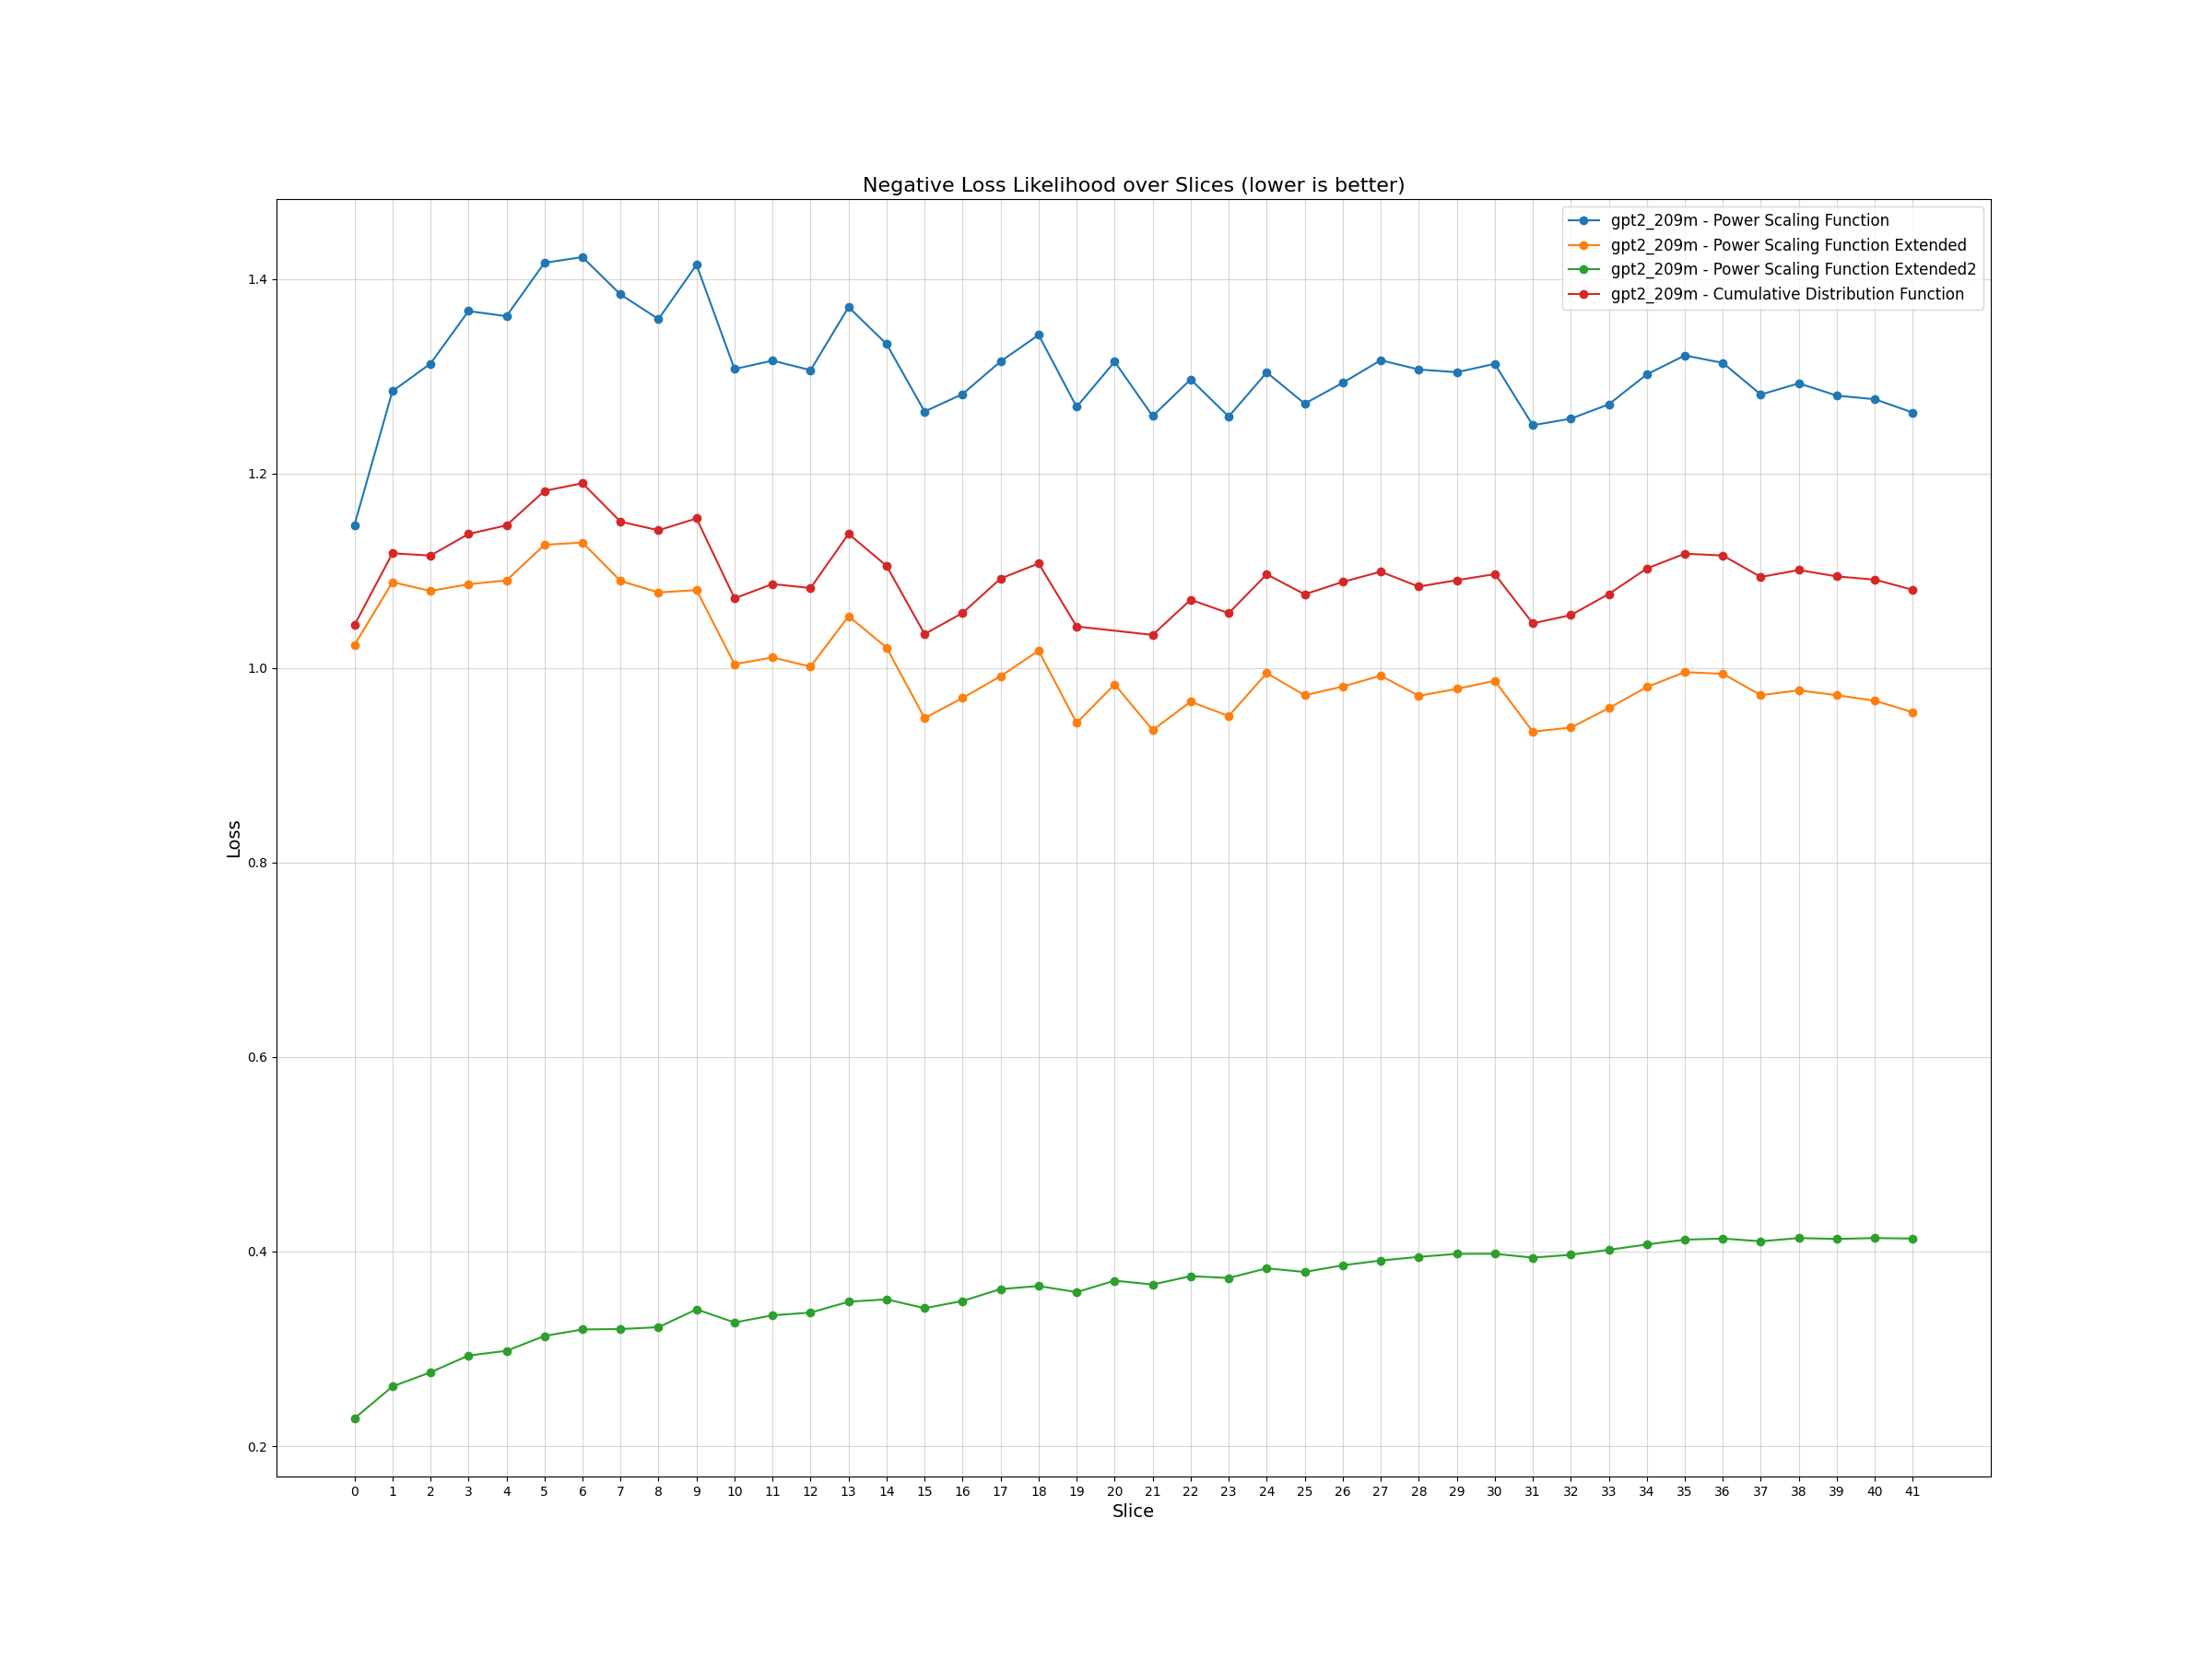 Negative Loss Likelihood over Slices (lower is better)
gpt2_209m - Power Scaling Function
gpt2_209m - Power Scaling Function Extended
gpt2_209m - Power Scaling Function Extended2
gpt2_209m - Cumulative Distribution Function
1.4
1.2
1.0
0.8
0.6
0.4
0.2
Loss
0 1 2 3 4 5 6 7 8 9 10 11 12 13 14 15 16 17 18 19 20 21 22 23 24 25 26 27 28 29 30 31 32 33 34 35 36 37 38 39 40 41
Slice